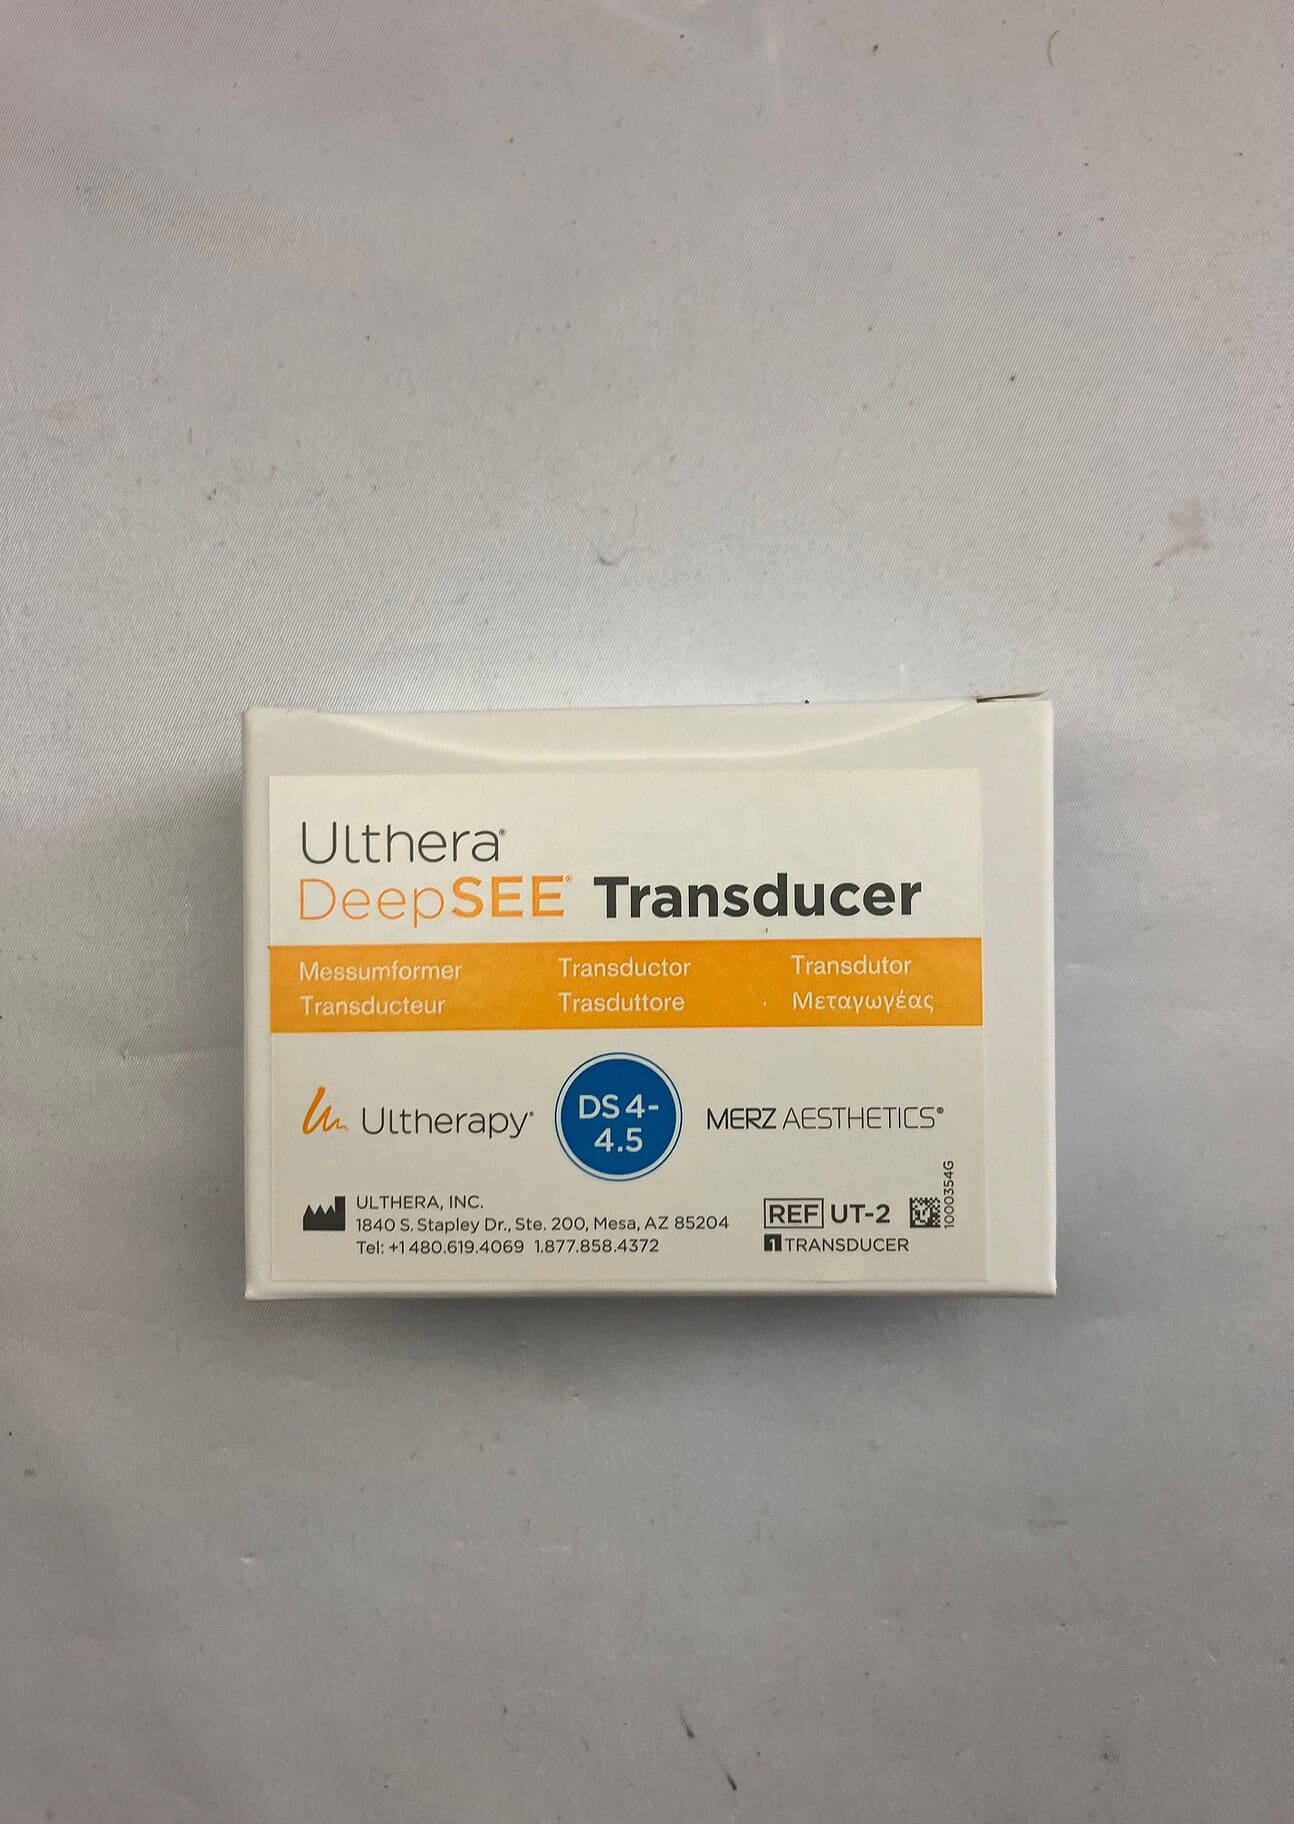 Ulthera®
DeepSEE® Transducer
Messumformer Transductor Transdutor
Transducteur Trasduttore Μεταγωγέας
Ultherapy®
DS 4-
4.5
MERZ AESTHETICS®
ULTHERA, INC.
1840 S. Stapley Dr., Ste. 200, Mesa, AZ 85204
Tel: +1 480.619.4069 1.877.858.4372
REF UT-2
1 TRANSDUCER
1000354G